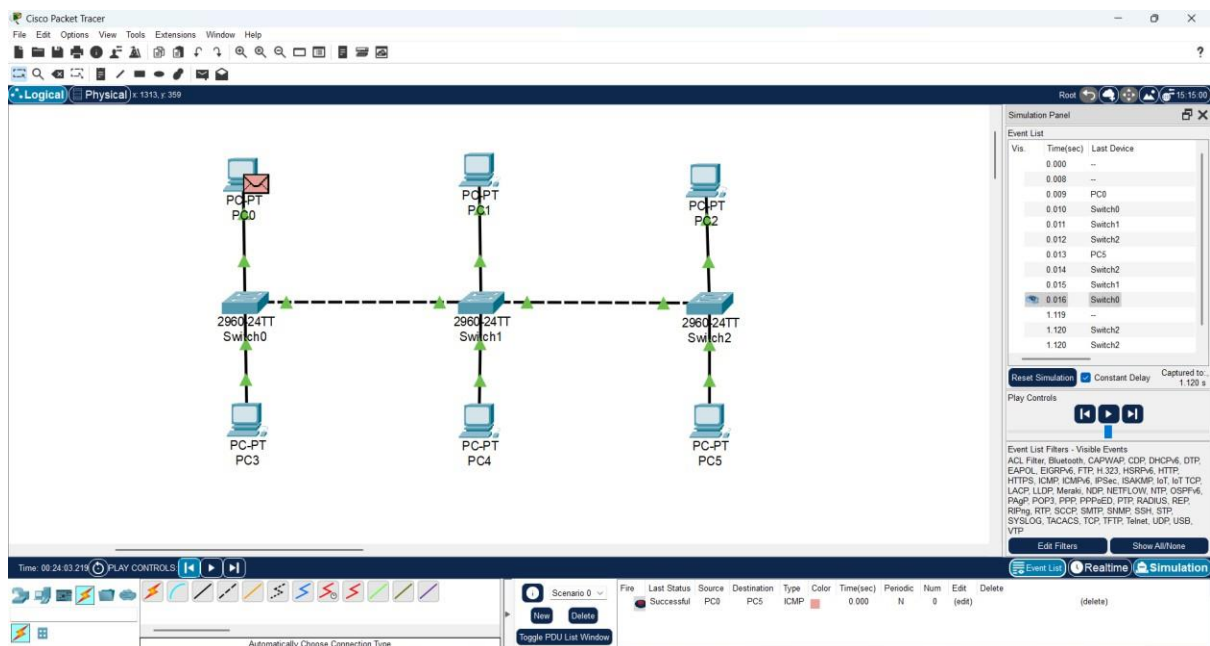 Cisco Packet Tracer
File Edit Options View Tools Extensions Window Help
?
Logical Physical x: 1313, y: 359
Root 15:15:00
Simulation Panel
Event List
Vis. Time(sec) Last Device
0.000 --
0.008 --
0.009 PC0
0.010 Switch0
0.011 Switch1
0.012 Switch2
0.013 PC5
0.014 Switch2
0.015 Switch1
0.016 Switch0
1.119 --
1.120 Switch2
1.120 Switch2
Reset Simulation Constant Delay Captured to:
1.120 s
Play Controls
Event List Filters - Visible Events
ACL Filter, Bluetooth, CAPWAP, CDP, DHCPv6, DTP,
EAPOL, EIGRPv6, FTP, H.323, HSRPv6, HTTP,
HTTPS, ICMP, ICMPv6, IPSec, ISAKMP, IoT, IoT TCP,
LACP, LLDP, Meraki, NDP, NETFLOW, NTP, OSPFv6,
PAgP, POP3, PPP, PPPoED, PTP, RADIUS, REP,
RIPng, RTP, SCCP, SMTP, SNMP, SSH, STP,
SYSLOG, TACACS, TCP, TFTP, Telnet, UDP, USB,
VTP
Edit Filters Show All/None
PC-PT
PC0
PC-PT
PC1
PC-PT
PC2
2960-24TT
Switch0
2960-24TT
Switch1
2960-24TT
Switch2
PC-PT
PC3
PC-PT
PC4
PC-PT
PC5
Time: 00:24:03.219 PLAY CONTROLS:
Event List Realtime Simulation
Scenario 0
New Delete
Toggle PDU List Window
Fire Last Status Source Destination Type Color Time(sec) Periodic Num Edit Delete
Successful PC0 PC5 ICMP 0.000 N 0 (edit) (delete)
Automatically Choose Connection Type